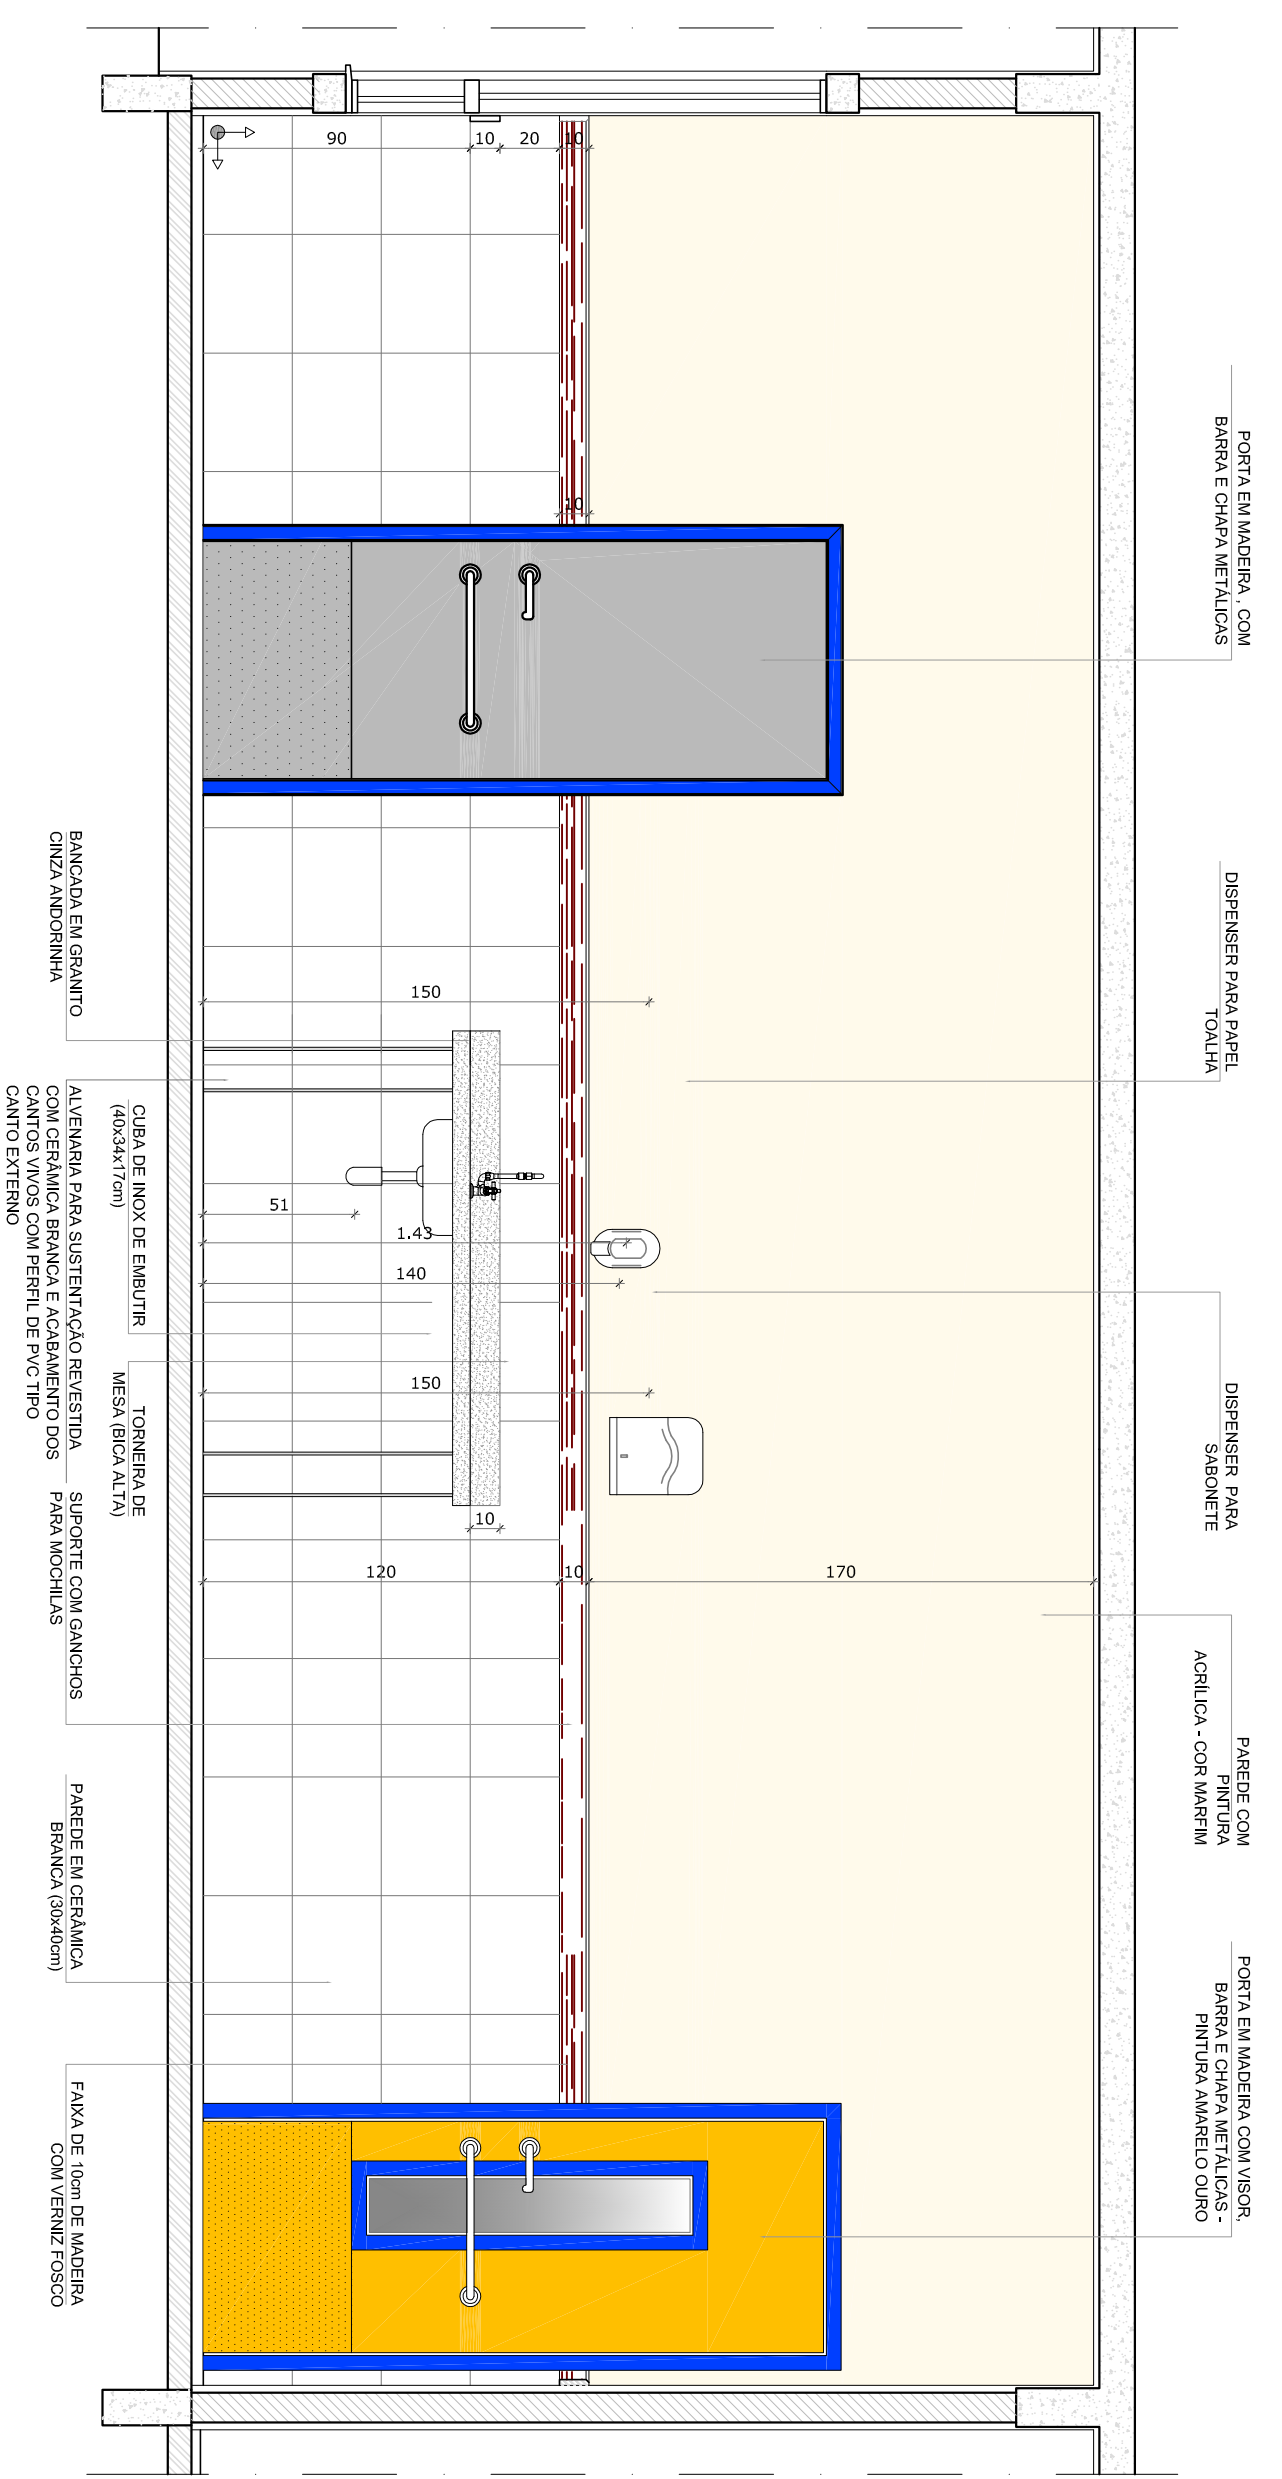 PORTA EM MADEIRA , COM
BARRA E CHAPA METÁLICAS
DISPENSER PARA PAPEL
TOALHA
DISPENSER PARA
SABONETE
PAREDE COM
PINTURA
ACRÍLICA - COR MARFIM
PORTA EM MADEIRA COM VISOR,
BARRA E CHAPA METÁLICAS -
PINTURA AMARELO OURO
90
10
20
10
10
150
51
1.43
140
150
10
120
10
170
CUBA DE INOX DE EMBUTIR
(40x34x17cm)
TORNEIRA DE
MESA (BICA ALTA)
BANCADA EM GRANITO
CINZA ANDORINHA
ALVENARIA PARA SUSTENTAÇÃO REVESTIDA
COM CERÂMICA BRANCA E ACABAMENTO DOS
CANTOS VIVOS COM PERFIL DE PVC TIPO
CANTO EXTERNO
SUPORTE COM GANCHOS
PARA MOCHILAS
PAREDE EM CERÂMICA
BRANCA (30x40cm)
FAIXA DE 10cm DE MADEIRA
COM VERNIZ FOSCO